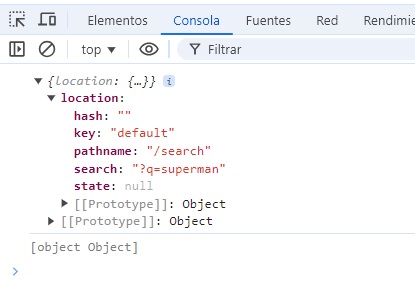 Elementos Consola Fuentes Red Rendimie
top ▼ Filtrar
▼ {location: {…}} i
▼ location:
hash: ""
key: "default"
pathname: "/search"
search: "?q=superman"
state: null
▶ [[Prototype]]: Object
▶ [[Prototype]]: Object
[object Object]
>